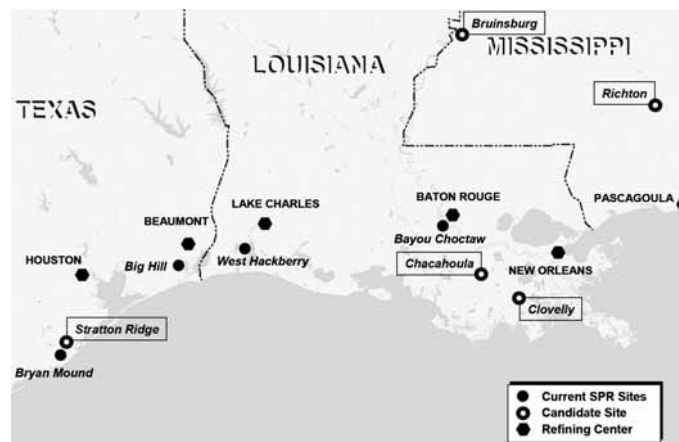 Bruinsburg
MISSISSIPPI
LOUISIANA
Richton
TEXAS
PASCAGOULA
BATON ROUGE
LAKE CHARLES
BEAUMONT
Bayou Choctaw
West Hackberry
HOUSTON
Big Hill
Chacahoula
NEW ORLEANS
Clovelly
Stratton Ridge
Bryan Mound
Current SPR Sites
Candidate Site
Refining Center